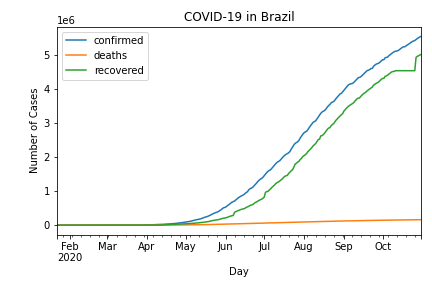 COVID-19 in Brazil
1e6
confirmed
deaths
recovered
5
4
3
2
1
0
Number of Cases
Feb Mar Apr May Jun Jul Aug Sep Oct
2020
Day